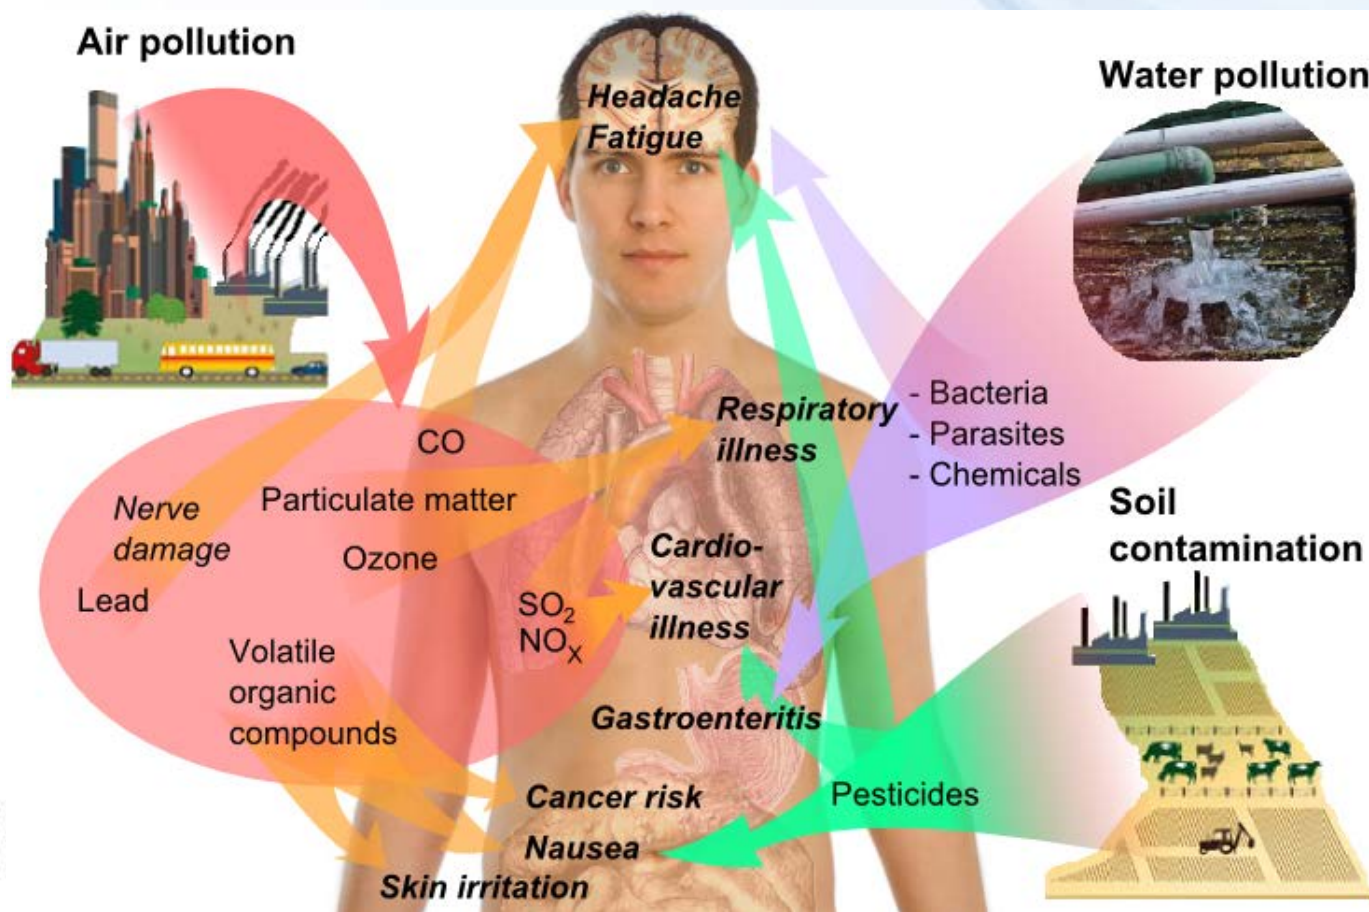 Air pollution
Water pollution
Headache
Fatigue
Respiratory
illness
- Bacteria
- Parasites
- Chemicals
CO
Particulate matter
Nerve
damage
Ozone
Lead
Cardio-
vascular
illness
SO₂
NOₓ
Soil
contamination
Volatile
organic
compounds
Gastroenteritis
Cancer risk
Pesticides
Nausea
Skin irritation